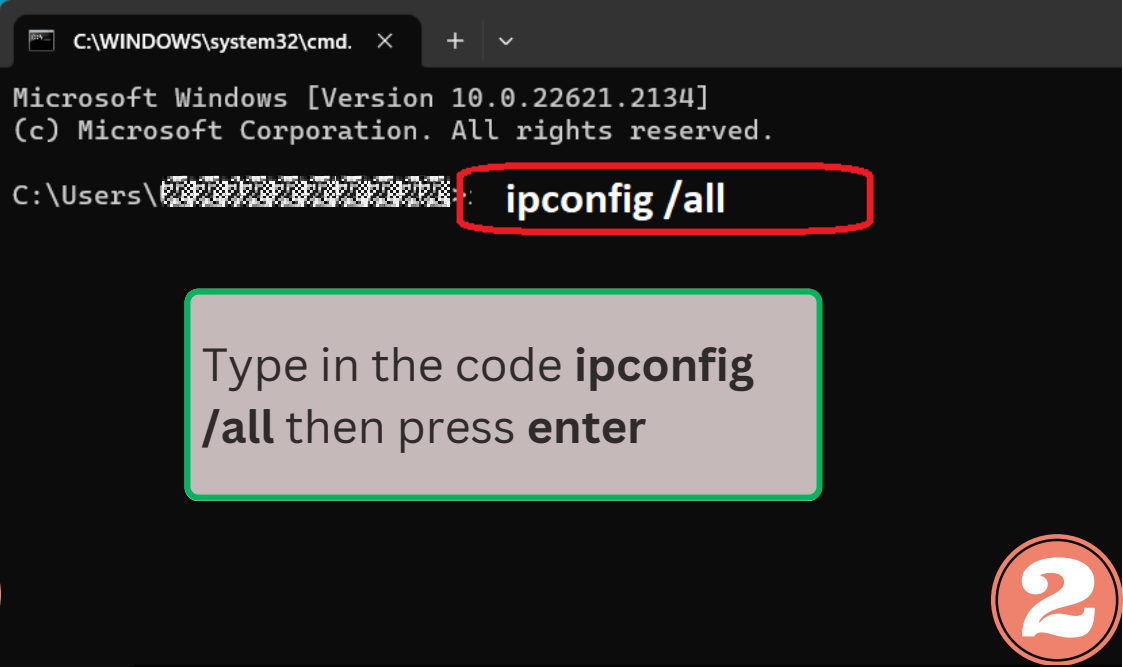 C:\WINDOWS\system32\cmd.
Microsoft Windows [Version 10.0.22621.2134]
(c) Microsoft Corporation. All rights reserved.
C:\Users\ ipconfig /all
Type in the code ipconfig
/all then press enter
2